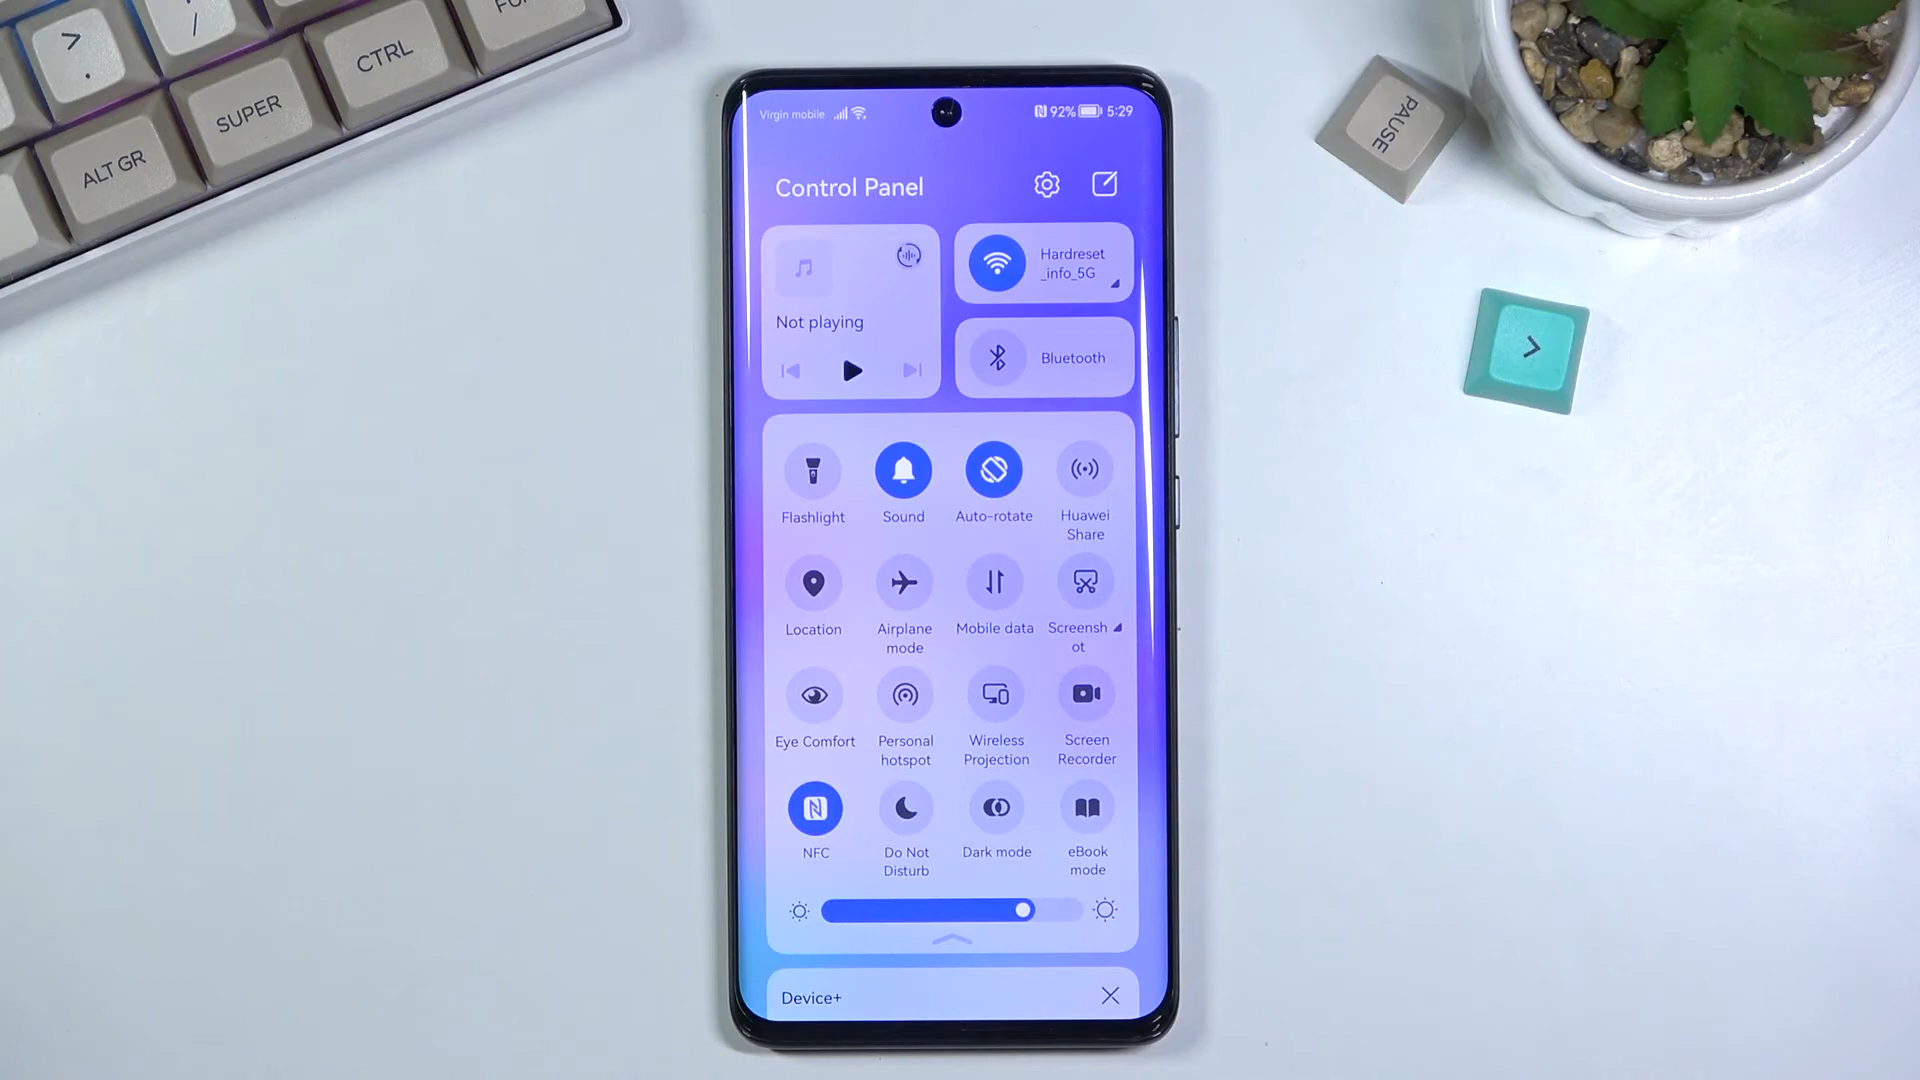 >
.
/
CTRL
SUPER
ALT GR
PAUSE
>
Virgin mobile
92%
5:29
Control Panel
Not playing
Hardreset
_info_5G
Bluetooth
Flashlight
Sound
Auto-rotate
Huawei
Share
Location
Airplane
mode
Mobile data
Screensh
ot
Eye Comfort
Personal
hotspot
Wireless
Projection
Screen
Recorder
NFC
Do Not
Disturb
Dark mode
eBook
mode
Device+